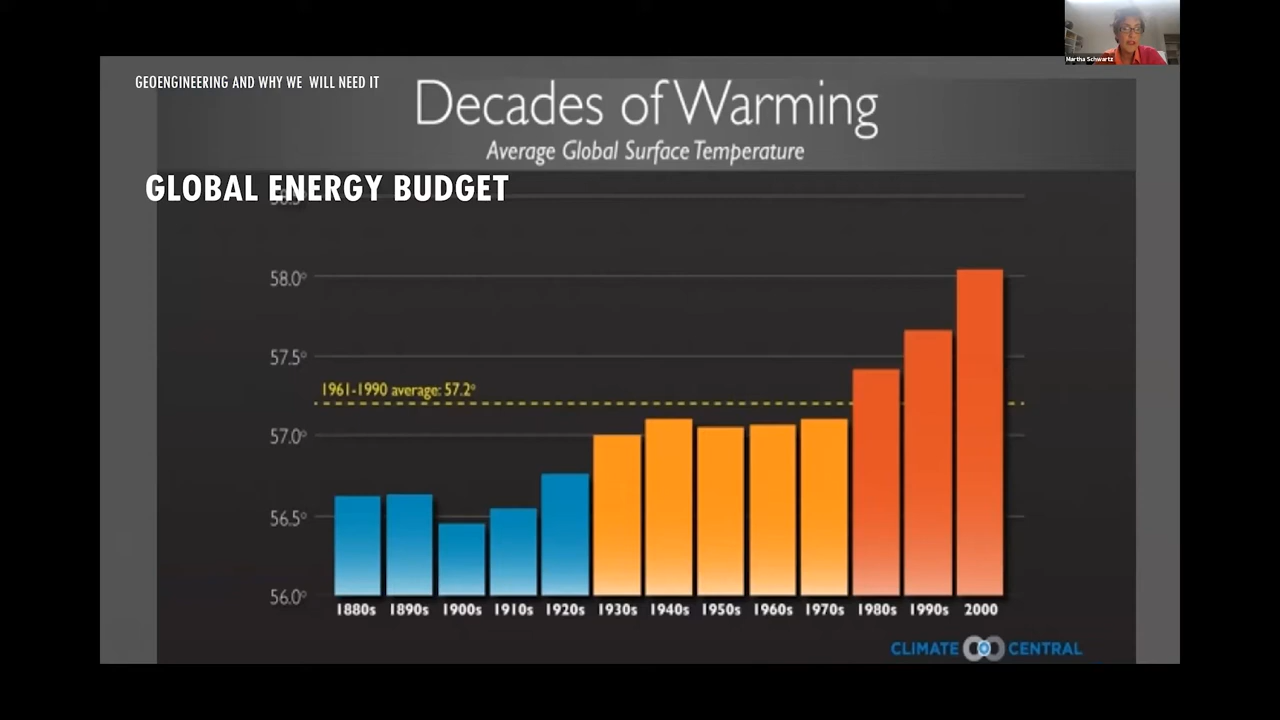 Martha Schwartz
GEOENGINEERING AND WHY WE WILL NEED IT
Decades of Warming
Average Global Surface Temperature
GLOBAL ENERGY BUDGET
58.5°
58.0°
57.5°
1961-1990 average: 57.2°
57.0°
56.5°
56.0°
1880s 1890s 1900s 1910s 1920s 1930s 1940s 1950s 1960s 1970s 1980s 1990s 2000
CLIMATE CENTRAL